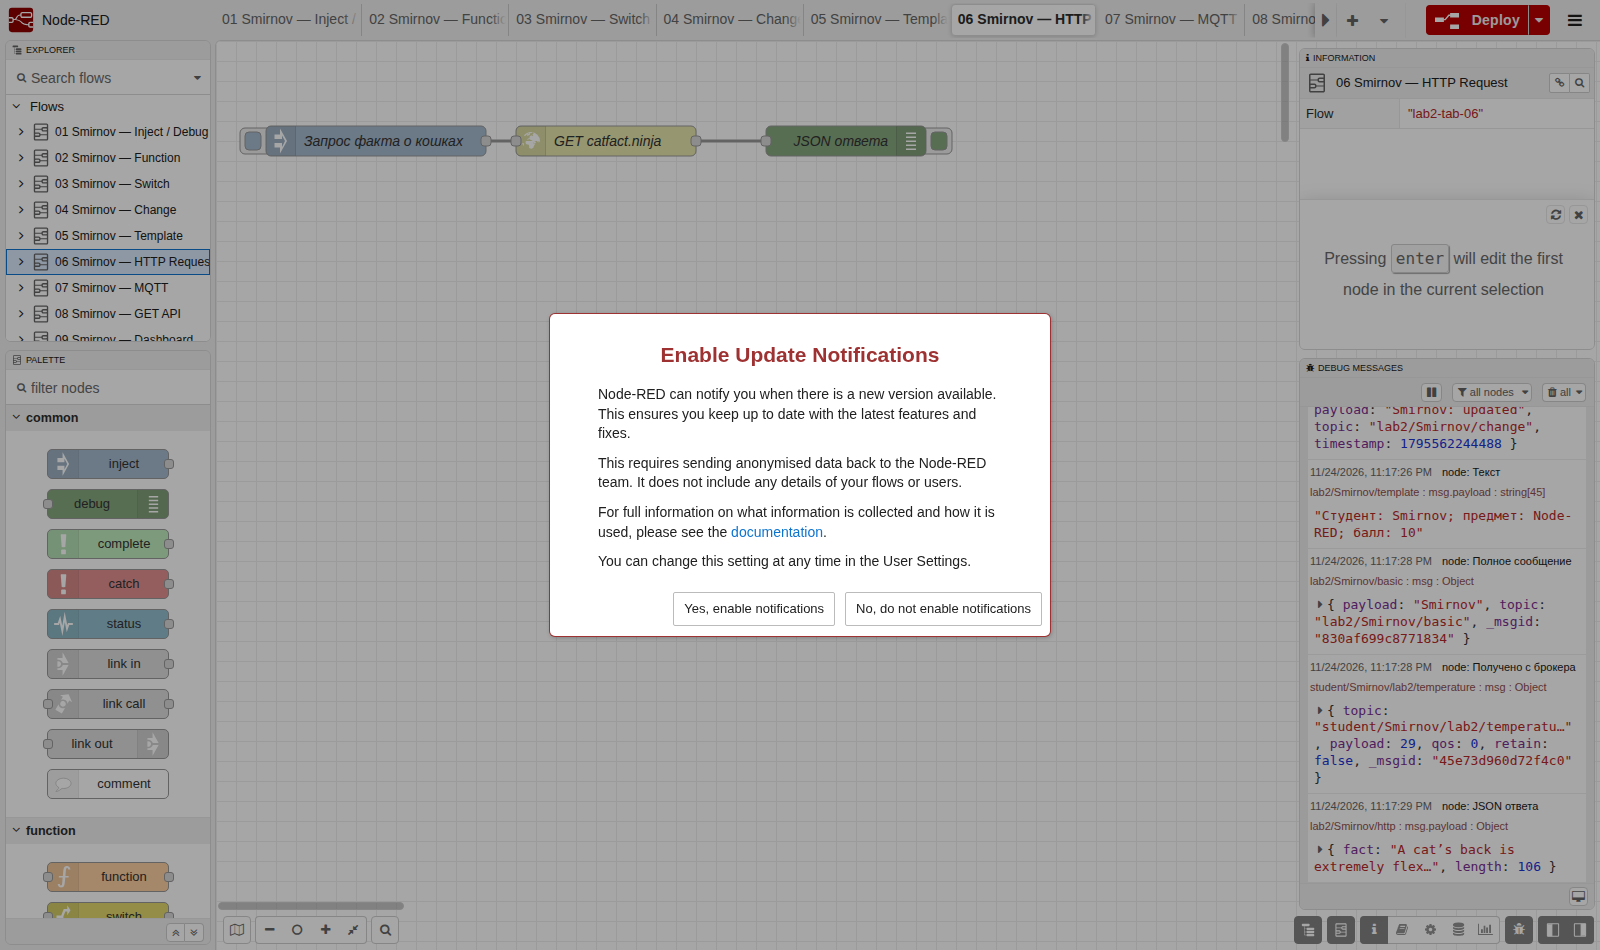 Node-RED
01 Smirnov — Inject /
02 Smirnov — Functi
03 Smirnov — Switch
04 Smirnov — Chang
05 Smirnov — Templa
06 Smirnov — HTTP
07 Smirnov — MQTT
08 Smirno
Deploy
EXPLORER
Search flows
Flows
01 Smirnov — Inject / Debug
02 Smirnov — Function
03 Smirnov — Switch
04 Smirnov — Change
05 Smirnov — Template
06 Smirnov — HTTP Reques
07 Smirnov — MQTT
08 Smirnov — GET API
09 Smirnov — Dashboard
PALETTE
filter nodes
common
inject
debug
complete
catch
status
link in
link call
link out
comment
function
function
switch
Запрос факта о кошках
GET catfact.ninja
JSON ответа
Enable Update Notifications
Node-RED can notify you when there is a new version available.
This ensures you keep up to date with the latest features and
fixes.
This requires sending anonymised data back to the Node-RED
team. It does not include any details of your flows or users.
For full information on what information is collected and how it is
used, please see the documentation.
You can change this setting at any time in the User Settings.
Yes, enable notifications
No, do not enable notifications
INFORMATION
06 Smirnov — HTTP Request
Flow "lab2-tab-06"
Pressing enter will edit the first
node in the current selection
DEBUG MESSAGES
all nodes
all
payload: "Smirnov: updated",
topic: "lab2/Smirnov/change",
timestamp: 1795562244488 }
11/24/2026, 11:17:26 PM node: Текст
lab2/Smirnov/template : msg.payload : string[45]
"Студент: Smirnov; предмет: Node-
RED; балл: 10"
11/24/2026, 11:17:28 PM node: Полное сообщение
lab2/Smirnov/basic : msg : Object
{ payload: "Smirnov", topic:
"lab2/Smirnov/basic", _msgid:
"830af699c8771834" }
11/24/2026, 11:17:28 PM node: Получено с брокера
student/Smirnov/lab2/temperature : msg : Object
{ topic:
"student/Smirnov/lab2/temperatu…"
, payload: 29, qos: 0, retain:
false, _msgid: "45e73d960d72f4c0"
}
11/24/2026, 11:17:29 PM node: JSON ответа
lab2/Smirnov/http : msg.payload : Object
{ fact: "A cat’s back is
extremely flex…", length: 106 }